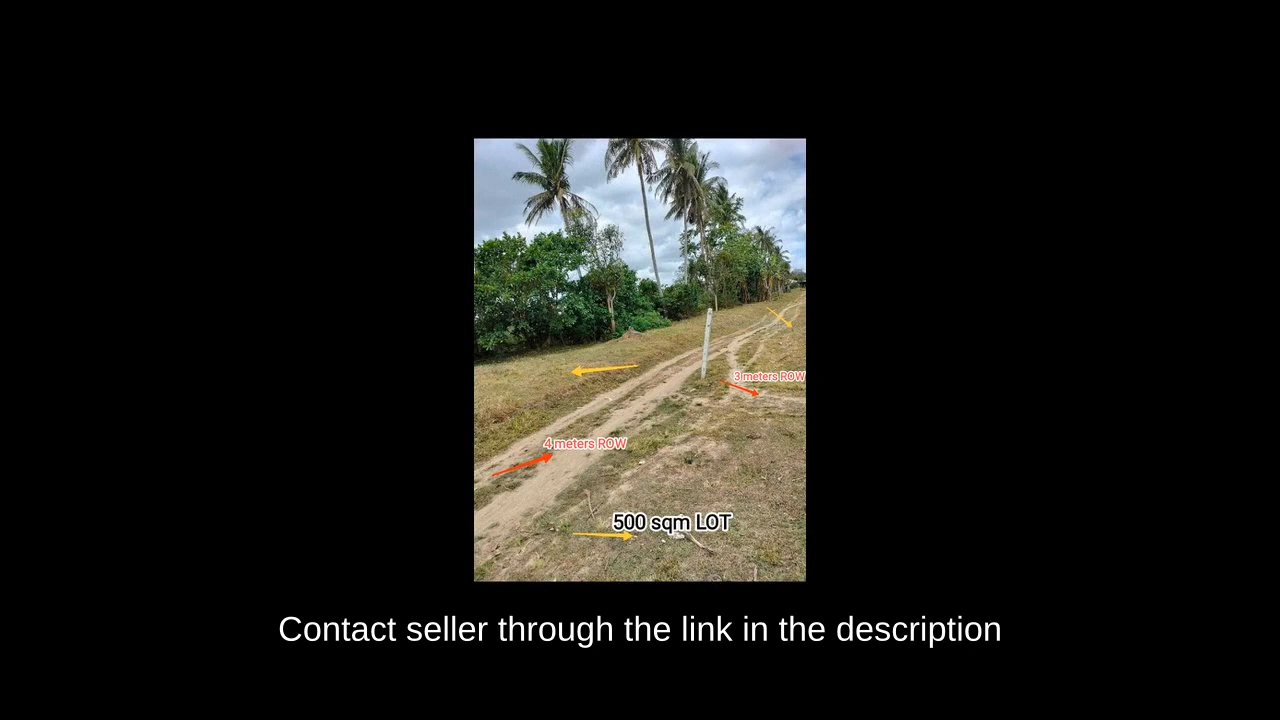 3 meters ROW
4 meters ROW
500 sqm LOT
Contact seller through the link in the description